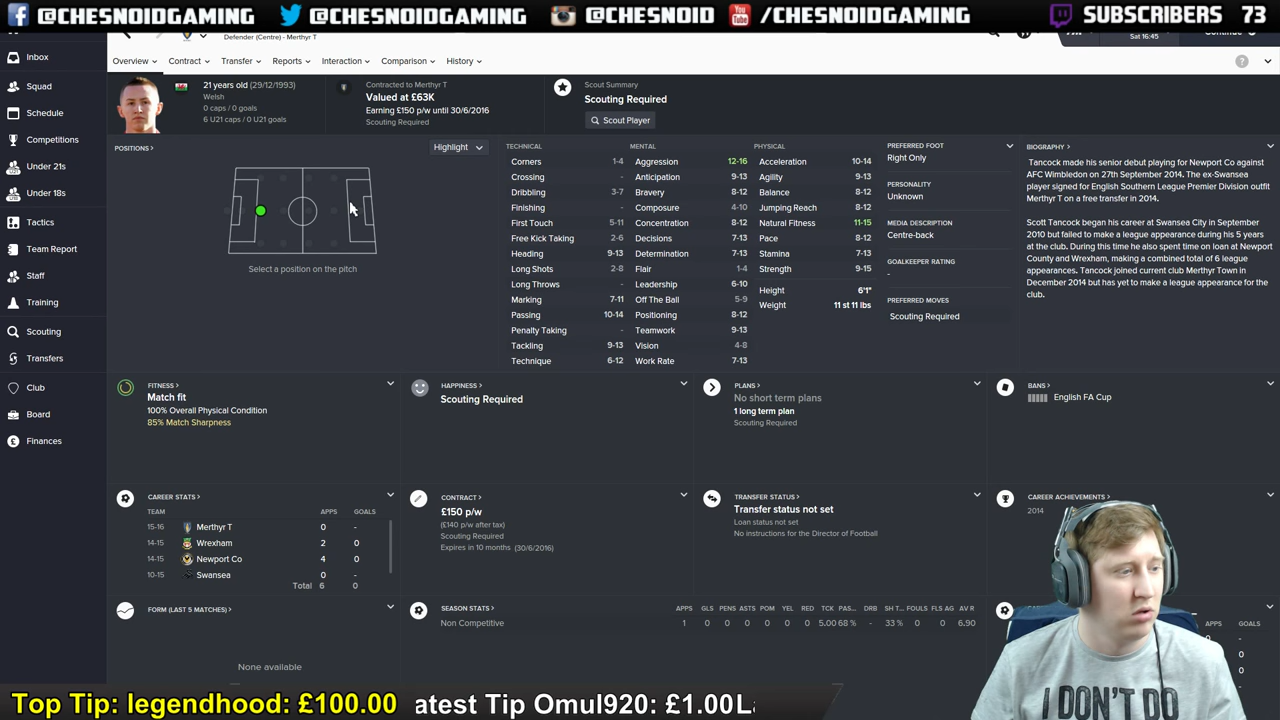 @CHESNOIDGAMING @CHESNOIDGAMING @CHESNOID /CHESNOIDGAMING SUBSCRIBERS 73
Defender (Centre) - Merthyr T
Sat 16:45
Inbox
Squad
Schedule
Competitions
Under 21s
Under 18s
Tactics
Team Report
Staff
Training
Scouting
Transfers
Club
Board
Finances
Overview Contract Transfer Reports Interaction Comparison History
21 years old (29/12/1993)
Welsh
0 caps / 0 goals
6 U21 caps / 0 U21 goals
Contracted to Merthyr T
Valued at £63K
Earning £150 p/w until 30/6/2016
Scouting Required
Scout Summary
Scouting Required
Scout Player
POSITIONS >
Highlight
Select a position on the pitch
TECHNICAL
Corners 1-4
Crossing -
Dribbling 3-7
Finishing -
First Touch 5-11
Free Kick Taking 2-6
Heading 9-13
Long Shots 2-8
Long Throws -
Marking 7-11
Passing 10-14
Penalty Taking -
Tackling 9-13
Technique 6-12
MENTAL
Aggression 12-16
Anticipation 9-13
Bravery 8-12
Composure 4-10
Concentration 8-12
Decisions 7-13
Determination 7-13
Flair 1-4
Leadership 6-10
Off The Ball 5-9
Positioning 8-12
Teamwork 9-13
Vision 4-8
Work Rate 7-13
PHYSICAL
Acceleration 10-14
Agility 9-13
Balance 8-12
Jumping Reach 8-12
Natural Fitness 11-15
Pace 8-12
Stamina 7-13
Strength 9-15
Height 6'1"
Weight 11 st 11 lbs
PREFERRED FOOT
Right Only
PERSONALITY
Unknown
MEDIA DESCRIPTION
Centre-back
GOALKEEPER RATING
-
PREFERRED MOVES
Scouting Required
BIOGRAPHY >
Tancock made his senior debut playing for Newport Co against
AFC Wimbledon on 27th September 2014. The ex-Swansea
player signed for English Southern League Premier Division outfit
Merthyr T on a free transfer in 2014.
Scott Tancock began his career at Swansea City in September
2010 but failed to make a league appearance during his 5 years
at the club. During this time he also spent time on loan at Newport
County and Wrexham, making a combined total of 6 league
appearances. Tancock joined current club Merthyr Town in
December 2014 but has yet to make a league appearance for the
club.
FITNESS >
Match fit
100% Overall Physical Condition
85% Match Sharpness
HAPPINESS >
Scouting Required
PLANS >
No short term plans
1 long term plan
Scouting Required
BANS >
English FA Cup
CAREER STATS >
TEAM APPS GOALS
15-16 Merthyr T 0 -
14-15 Wrexham 2 0
14-15 Newport Co 4 0
10-15 Swansea 0 -
Total 6 0
CONTRACT >
£150 p/w
(£140 p/w after tax)
Scouting Required
Expires in 10 months (30/6/2016)
TRANSFER STATUS >
Transfer status not set
Loan status not set
No instructions for the Director of Football
CAREER ACHIEVEMENTS >
2014
FORM (LAST 5 MATCHES) >
None available
SEASON STATS > APPS GLS PENS ASTS POM YEL RED TCK PAS... DRB SH T... FOULS FLS AG AV R
Non Competitive 1 0 0 0 0 0 0 5.00 68 % - 33 % 0 0 6.90
APPS GOALS
I DON'T DO
Top Tip: legendhood: £100.00 atest Tip Omul920: £1.00